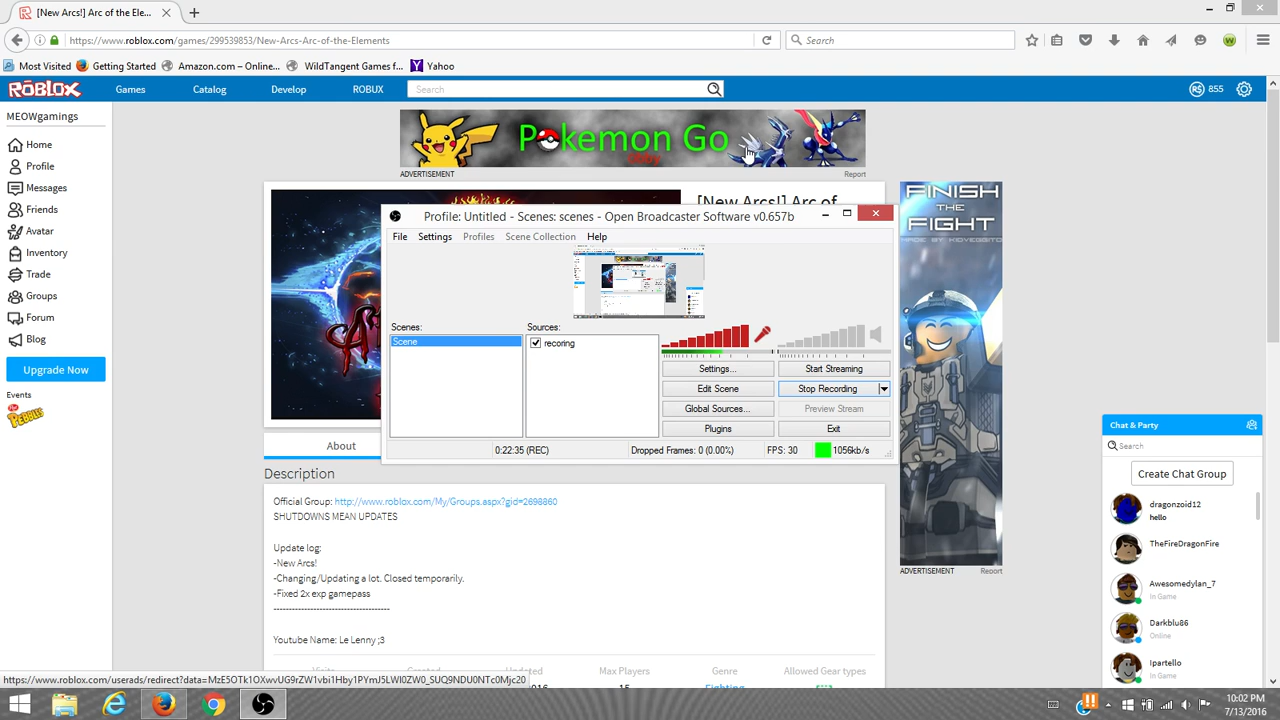 [New Arcs!] Arc of the Ele...
https://www.roblox.com/games/299539853/New-Arcs-Arc-of-the-Elements
Search
Most Visited Getting Started Amazon.com – Online... WildTangent Games f... Yahoo
ROBLOX Games Catalog Develop ROBUX Search R$ 855
MEOWgamings
Home
Profile
Messages
Friends
Avatar
Inventory
Trade
Groups
Forum
Blog
Upgrade Now
Events
Pokemon Go
Obby
ADVERTISEMENT Report
[New Arcs!] Arc of
FINISH
THE
FIGHT
ADVERTISEMENT Report
Profile: Untitled - Scenes: scenes - Open Broadcaster Software v0.657b
File Settings Profiles Scene Collection Help
Scenes: Sources:
Scene recoring
Settings... Start Streaming
Edit Scene Stop Recording
Global Sources... Preview Stream
Plugins Exit
0:22:35 (REC) Dropped Frames: 0 (0.00%) FPS: 30 1056kb/s
About
Description
Official Group: http://www.roblox.com/My/Groups.aspx?gid=2698860
SHUTDOWNS MEAN UPDATES
Update log:
-New Arcs!
-Changing/Updating a lot. Closed temporarily.
-Fixed 2x exp gamepass
------------------------------------
Youtube Name: Le Lenny ;3
Visits Created Updated Max Players Genre Allowed Gear types
2016 15 Fighting
Chat & Party
Search
Create Chat Group
dragonzoid12
hello
TheFireDragonFire
Awesomedylan_7
In Game
Darkblu86
Online
Ipartello
In Game
10:02 PM
7/13/2016